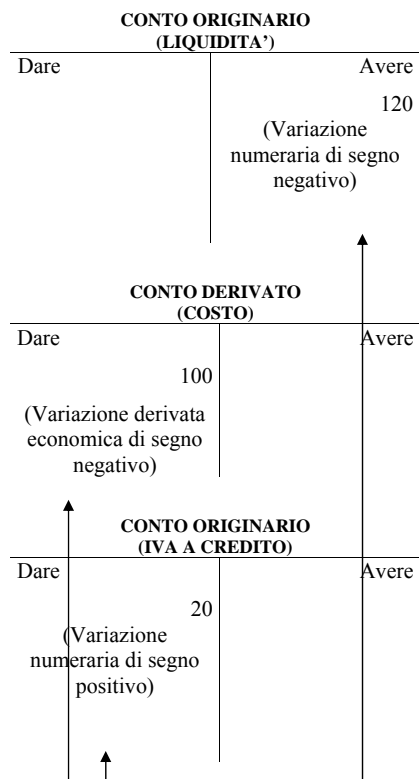 CONTO ORIGINARIO
(LIQUIDITA’)
Dare Avere
120
(Variazione
numeraria di segno
negativo)
CONTO DERIVATO
(COSTO)
Dare Avere
100
(Variazione derivata
economica di segno
negativo)
CONTO ORIGINARIO
(IVA A CREDITO)
Dare Avere
20
(Variazione
numeraria di segno
positivo)